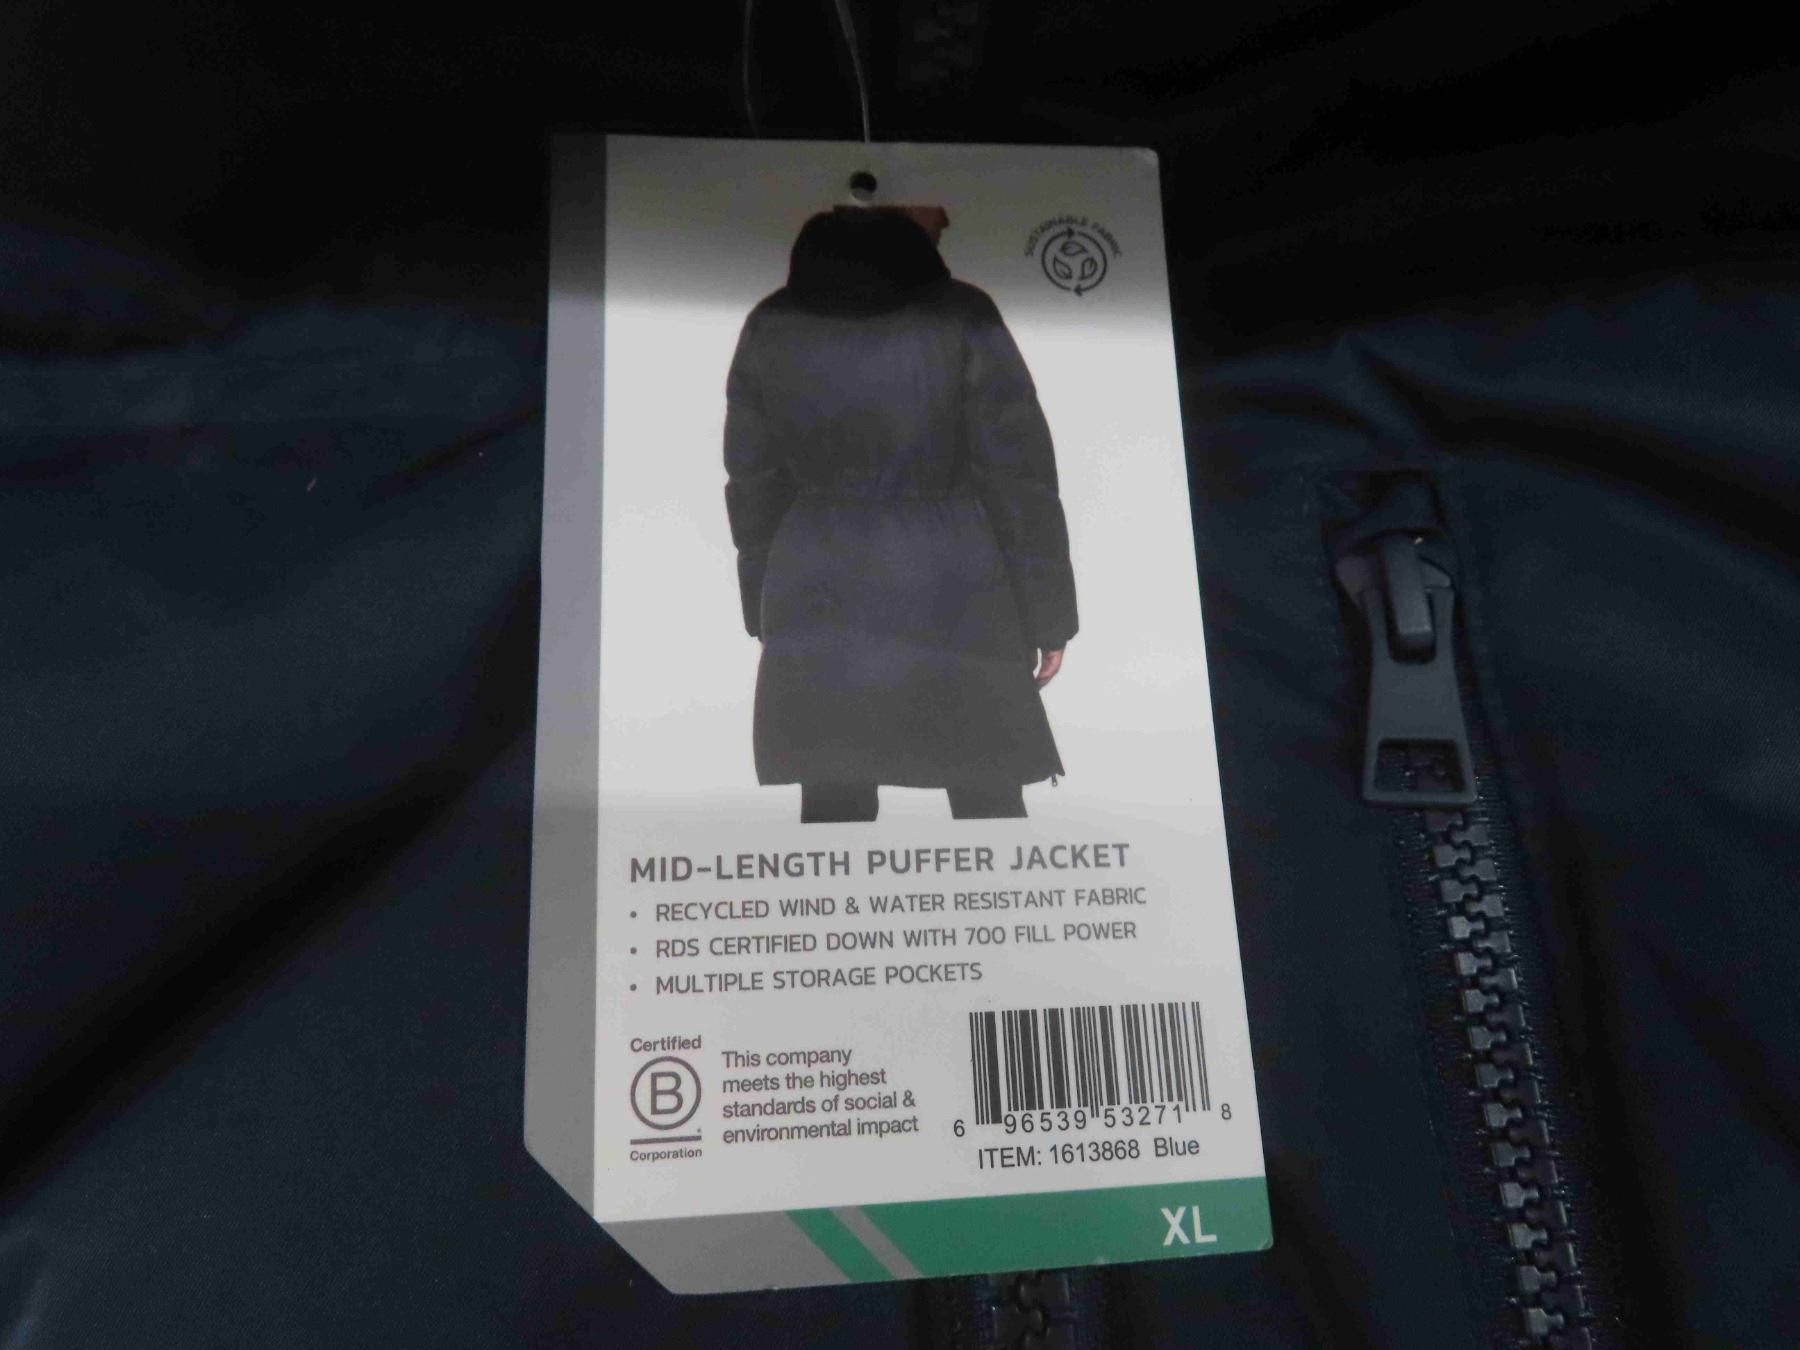 SUSTAINABLE FABRIC
MID-LENGTH PUFFER JACKET
• RECYCLED WIND & WATER RESISTANT FABRIC
• RDS CERTIFIED DOWN WITH 700 FILL POWER
• MULTIPLE STORAGE POCKETS
Certified
B
Corporation
This company
meets the highest
standards of social &
environmental impact
6 96539 53271 8
ITEM: 1613868 Blue
XL